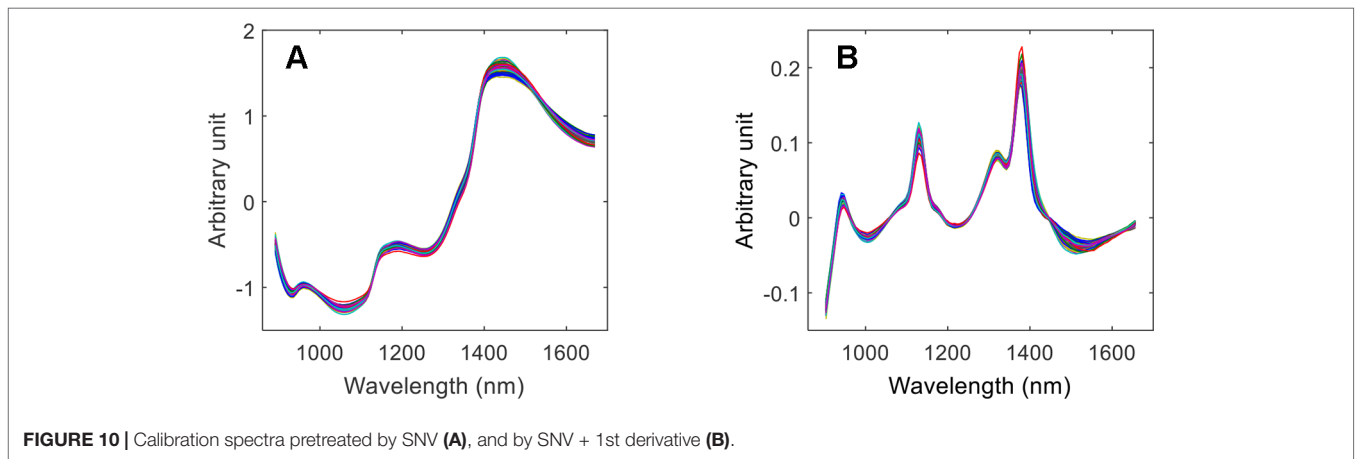 A
2
1
0
-1
Arbitrary unit
1000 1200 1400 1600
Wavelength (nm)
B
0.2
0.1
0
-0.1
Arbitrary unit
1000 1200 1400 1600
Wavelength (nm)
FIGURE 10 | Calibration spectra pretreated by SNV (A), and by SNV + 1st derivative (B).